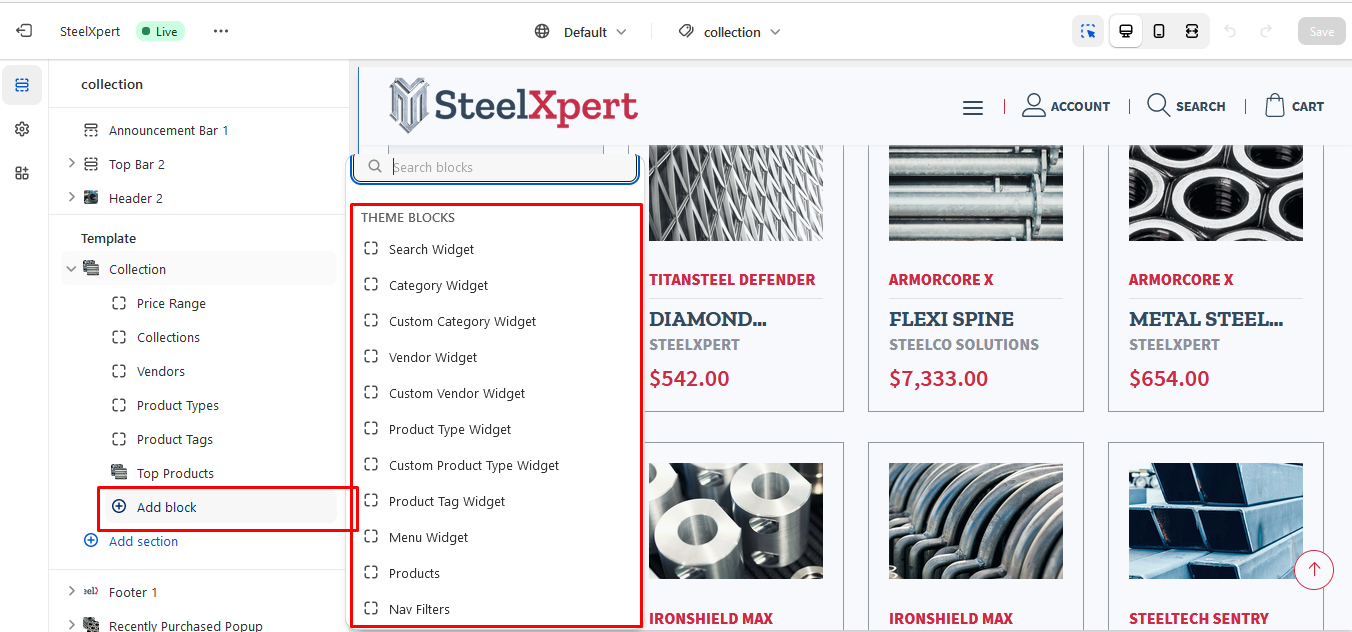 SteelXpert
Live
Default
collection
Save
collection
Announcement Bar 1
Top Bar 2
Header 2
Template
Collection
Price Range
Collections
Vendors
Product Types
Product Tags
Top Products
Add block
Add section
Footer 1
Recently Purchased Popup
Search blocks
THEME BLOCKS
Search Widget
Category Widget
Custom Category Widget
Vendor Widget
Custom Vendor Widget
Product Type Widget
Custom Product Type Widget
Product Tag Widget
Menu Widget
Products
Nav Filters
SteelXpert
ACCOUNT
SEARCH
CART
TITANSTEEL DEFENDER
DIAMOND...
STEELXPERT
$542.00
ARMORCORE X
FLEXI SPINE
STEELCO SOLUTIONS
$7,333.00
ARMORCORE X
METAL STEEL...
STEELXPERT
$654.00
IRONSHIELD MAX
IRONSHIELD MAX
STEELTECH SENTRY